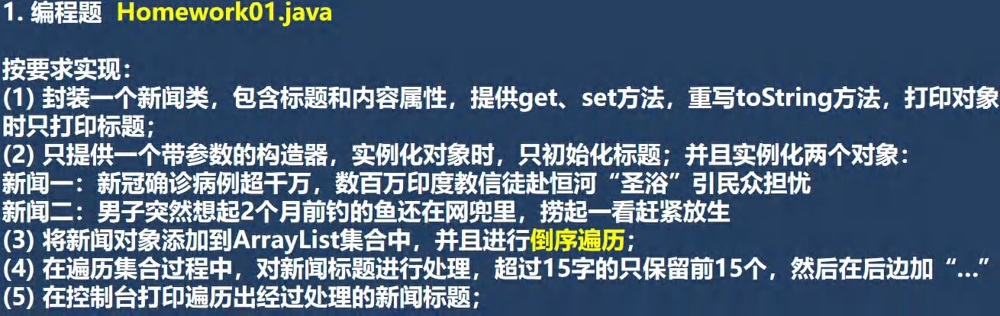 1. 编程题 Homework01.java
按要求实现：
(1) 封装一个新闻类，包含标题和内容属性，提供get、set方法，重写toString方法，打印对象
时只打印标题；
(2) 只提供一个带参数的构造器，实例化对象时，只初始化标题；并且实例化两个对象：
新闻一：新冠确诊病例超千万，数百万印度教信徒赴恒河“圣浴”引民众担忧
新闻二：男子突然想起2个月前钓的鱼还在网兜里，捞起一看赶紧放生
(3) 将新闻对象添加到ArrayList集合中，并且进行倒序遍历；
(4) 在遍历集合过程中，对新闻标题进行处理，超过15字的只保留前15个，然后在后边加“…”
(5) 在控制台打印遍历出经过处理的新闻标题；